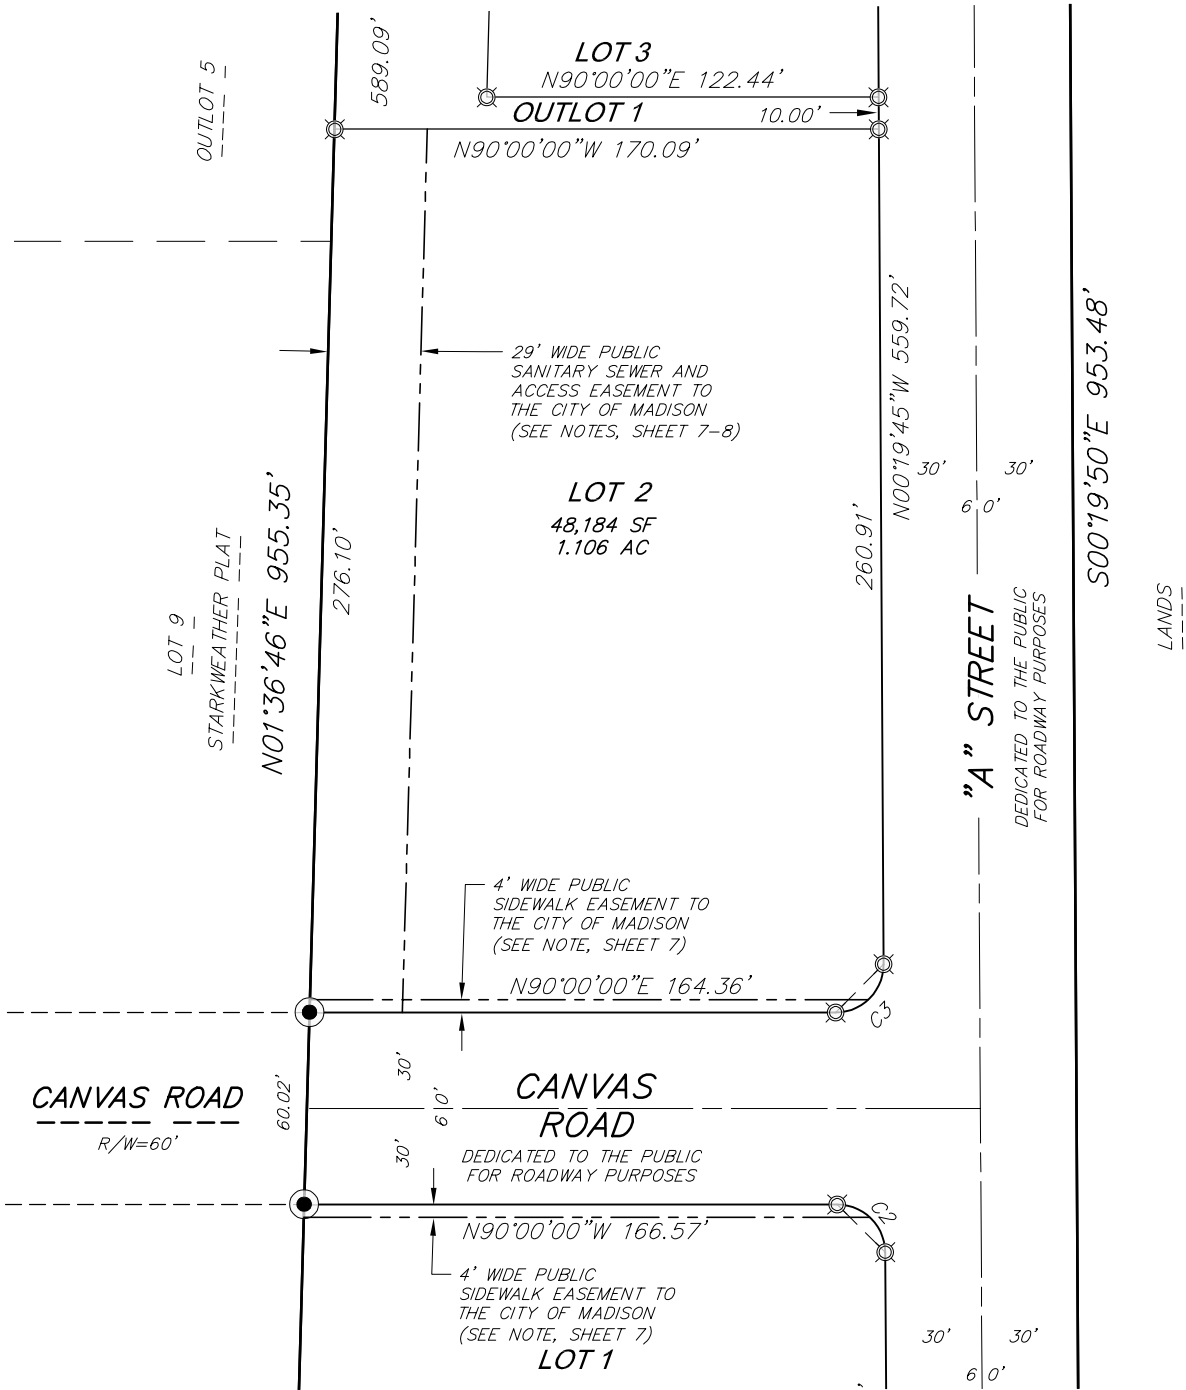 589.09'
OUTLOT 5
LOT 3
N90°00'00"E 122.44'
OUTLOT 1
10.00'
N90°00'00"W 170.09'
29' WIDE PUBLIC
SANITARY SEWER AND
ACCESS EASEMENT TO
THE CITY OF MADISON
(SEE NOTES, SHEET 7-8)
N00°19'45"W 559.72'
S00°19'50"E 953.48'
30'
30'
60'
LOT 2
48,184 SF
1.106 AC
N01°36'46"E 955.35'
276.10'
260.91'
LOT 9
STARKWEATHER PLAT
"A" STREET
DEDICATED TO THE PUBLIC
FOR ROADWAY PURPOSES
LANDS
4' WIDE PUBLIC
SIDEWALK EASEMENT TO
THE CITY OF MADISON
(SEE NOTE, SHEET 7)
N90°00'00"E 164.36'
C3
CANVAS ROAD
R/W=60'
60.02'
30'
60'
30'
CANVAS
ROAD
DEDICATED TO THE PUBLIC
FOR ROADWAY PURPOSES
C2
N90°00'00"W 166.57'
4' WIDE PUBLIC
SIDEWALK EASEMENT TO
THE CITY OF MADISON
(SEE NOTE, SHEET 7)
LOT 1
30'
30'
60'